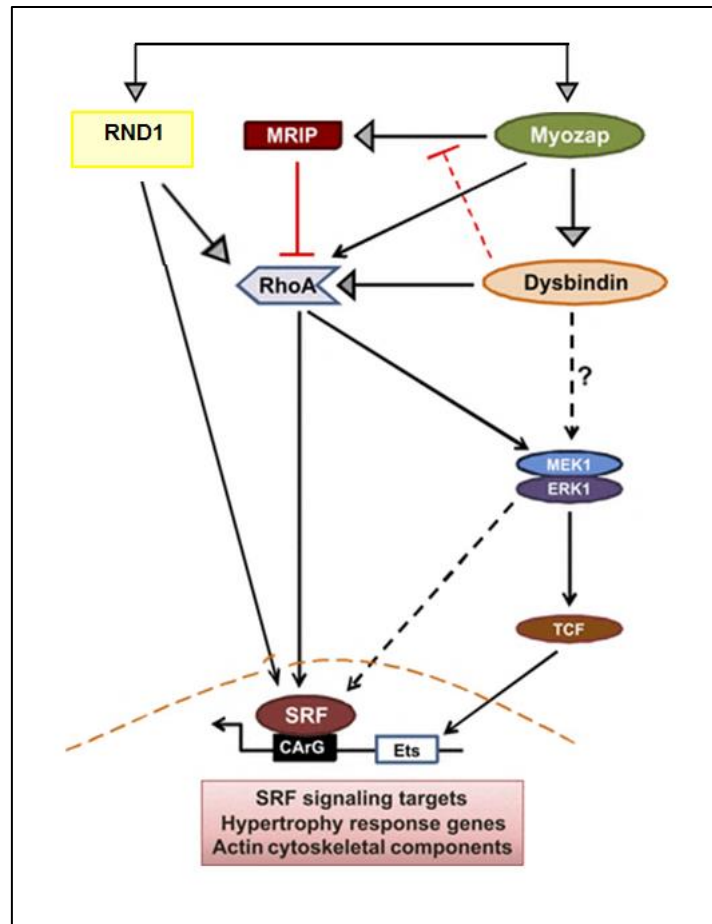 RND1
MRIP
Myozap
RhoA
Dysbindin
?
MEK1
ERK1
TCF
SRF
CArG
Ets
SRF signaling targets
Hypertrophy response genes
Actin cytoskeletal components